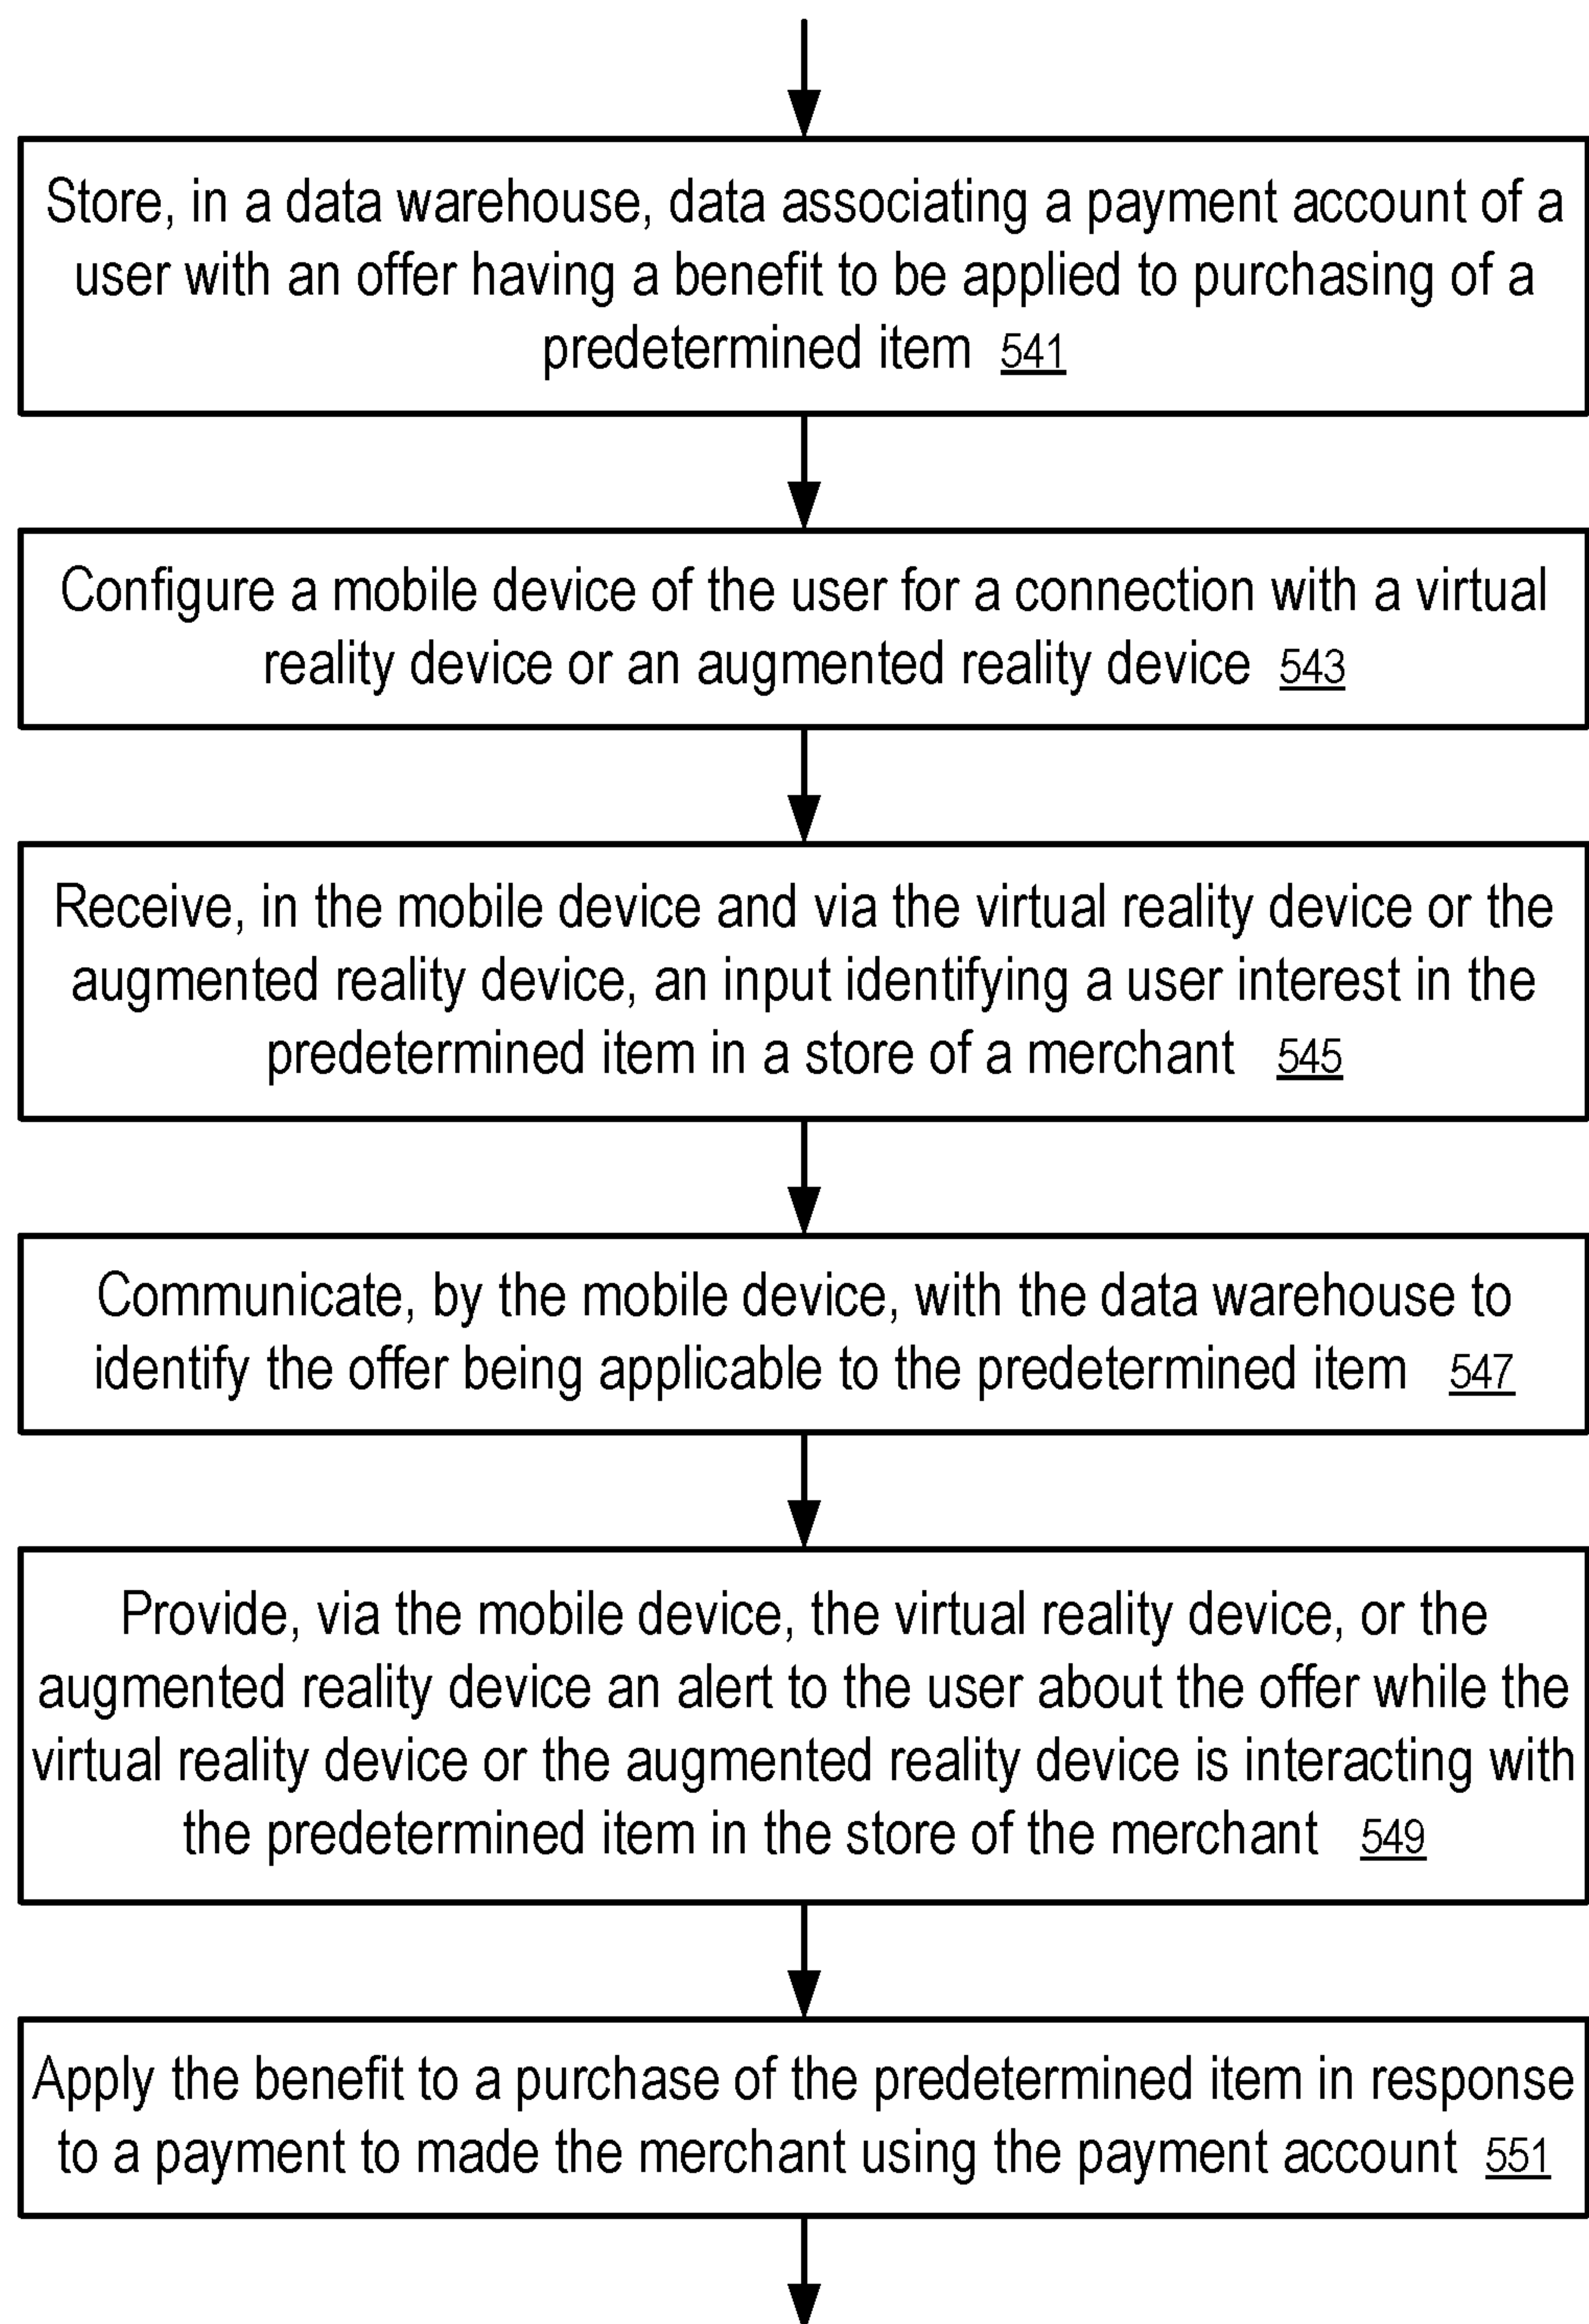 Store, in a data warehouse, data associating a payment account of a
user with an offer having a benefit to be applied to purchasing of a
predetermined item 541
Configure a mobile device of the user for a connection with a virtual
reality device or an augmented reality device 543
Receive, in the mobile device and via the virtual reality device or the
augmented reality device, an input identifying a user interest in the
predetermined item in a store of a merchant 545
Communicate, by the mobile device, with the data warehouse to
identify the offer being applicable to the predetermined item 547
Provide, via the mobile device, the virtual reality device, or the
augmented reality device an alert to the user about the offer while the
virtual reality device or the augmented reality device is interacting with
the predetermined item in the store of the merchant 549
Apply the benefit to a purchase of the predetermined item in response
to a payment to made the merchant using the payment account 551